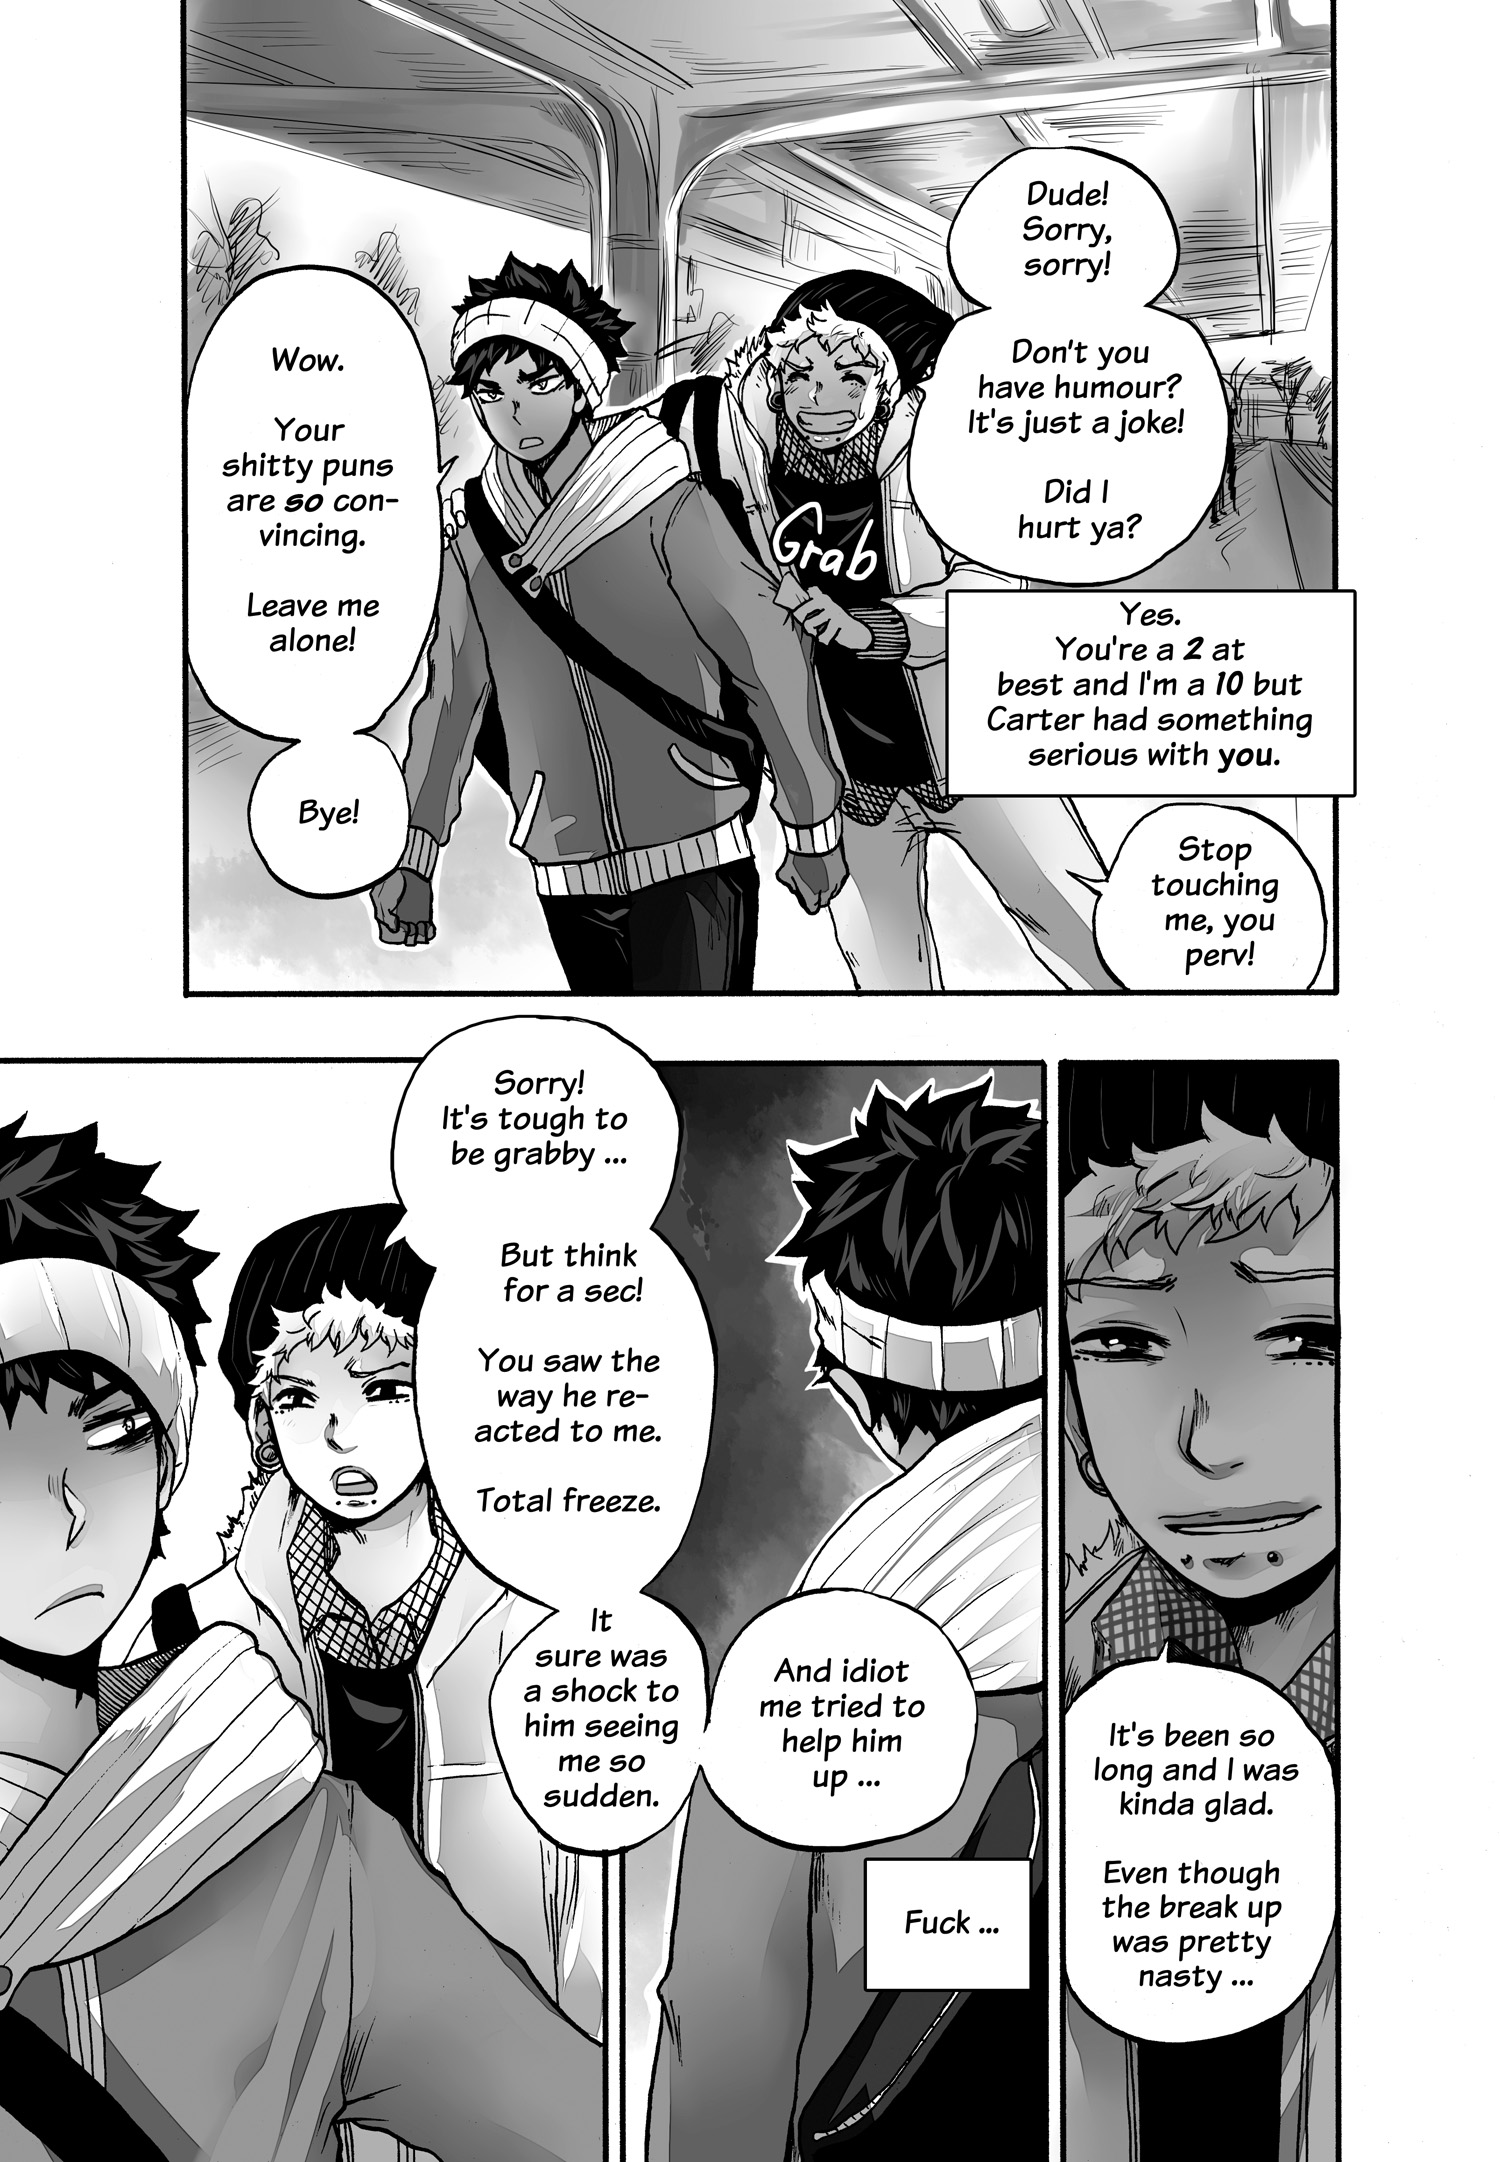 Wow.
Your
shitty puns
are so con-
vincing.
Leave me
alone!
Bye!
Dude!
Sorry,
sorry!
Don't you
have humour?
It's just a joke!
Did I
hurt ya?
Grab
Yes.
You're a 2 at
best and I'm a 10 but
Carter had something
serious with you.
Stop
touching
me, you
perv!
Sorry!
It's tough to
be grabby ...
But think
for a sec!
You saw the
way he re-
acted to me.
Total freeze.
It
sure was
a shock to
him seeing
me so
sudden.
And idiot
me tried to
help him
up ...
Fuck ...
It's been so
long and I was
kinda glad.
Even though
the break up
was pretty
nasty ...